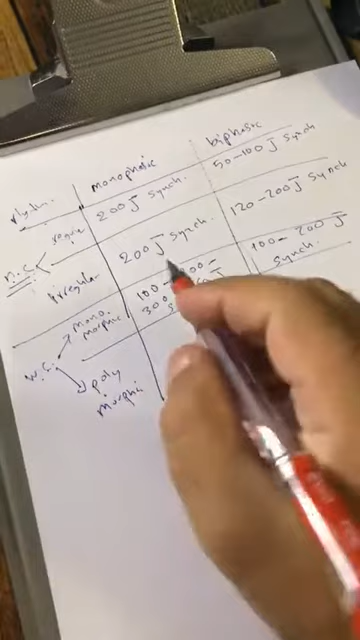 monophasic biphasic
Rhythm
N.C. regular 200 J synch. 50-100 J synch
irregular 200 J synch. 120-200 J synch
W.C. mono. morphic 100- 300 100- 200 J synch.
poly morphic